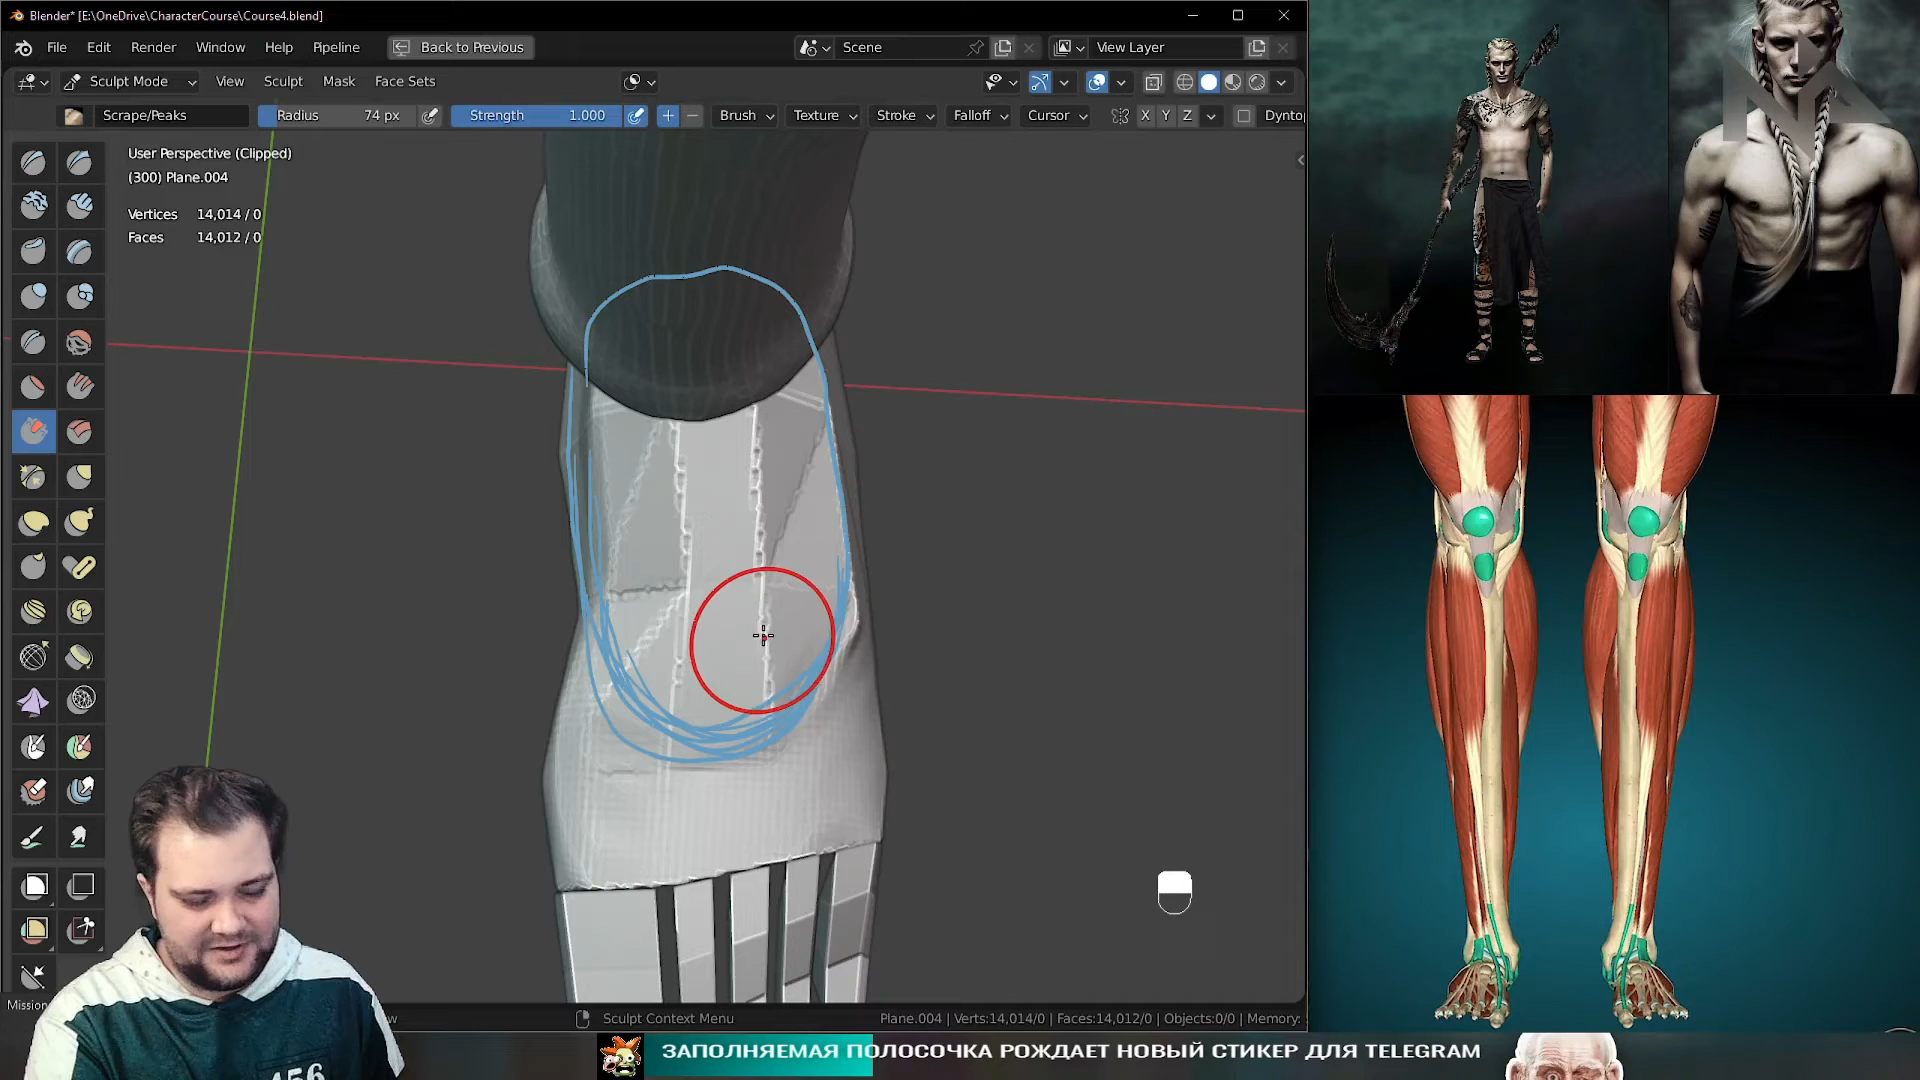 Blender* [E:\OneDrive\CharacterCourse\Course4.blend]
File Edit Render Window Help Pipeline Back to Previous Scene View Layer
Sculpt Mode View Sculpt Mask Face Sets
Scrape/Peaks Radius 74 px Strength 1.000 Brush Texture Stroke Falloff Cursor X Y Z Dynto
User Perspective (Clipped)
(300) Plane.004
Vertices 14,014 / 0
Faces 14,012 / 0
Mission
Sculpt Context Menu
Plane.004 | Verts:14,014/0 | Faces:14,012/0 | Objects:0/0 | Memory:
ЗАПОЛНЯЕМАЯ ПОЛОСОЧКА РОЖДАЕТ НОВЫЙ СТИКЕР ДЛЯ TELEGRAM
456